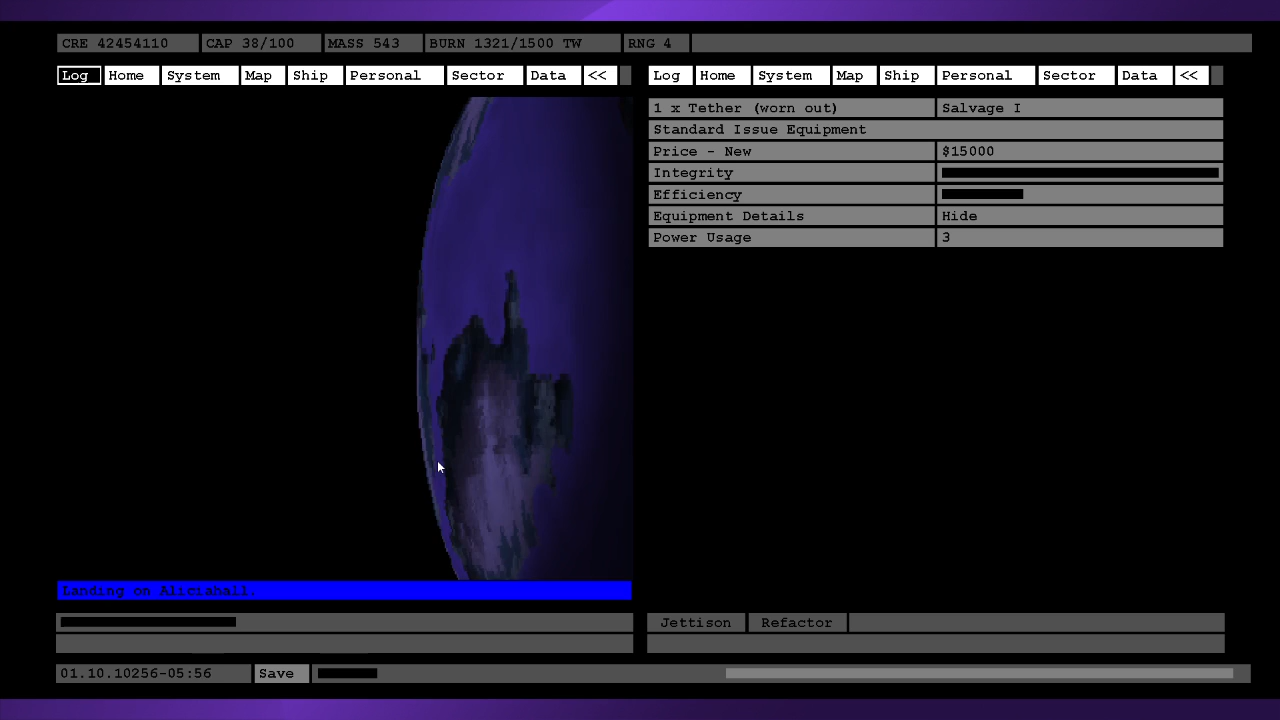 CRE 42454110 CAP 38/100 MASS 543 BURN 1321/1500 TW RNG 4
Log Home System Map Ship Personal Sector Data <<
Log Home System Map Ship Personal Sector Data <<
1 x Tether (worn out) Salvage I
Standard Issue Equipment
Price - New $15000
Integrity
Efficiency
Equipment Details Hide
Power Usage 3
Landing on Aliciahall.
Jettison Refactor
01.10.10256-05:56 Save